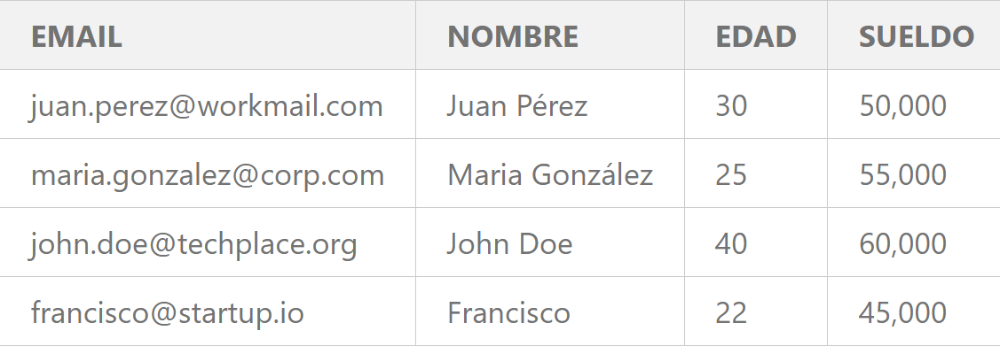 EMAIL NOMBRE EDAD SUELDO
juan.perez@workmail.com Juan Pérez 30 50,000
maria.gonzalez@corp.com Maria González 25 55,000
john.doe@techplace.org John Doe 40 60,000
francisco@startup.io Francisco 22 45,000